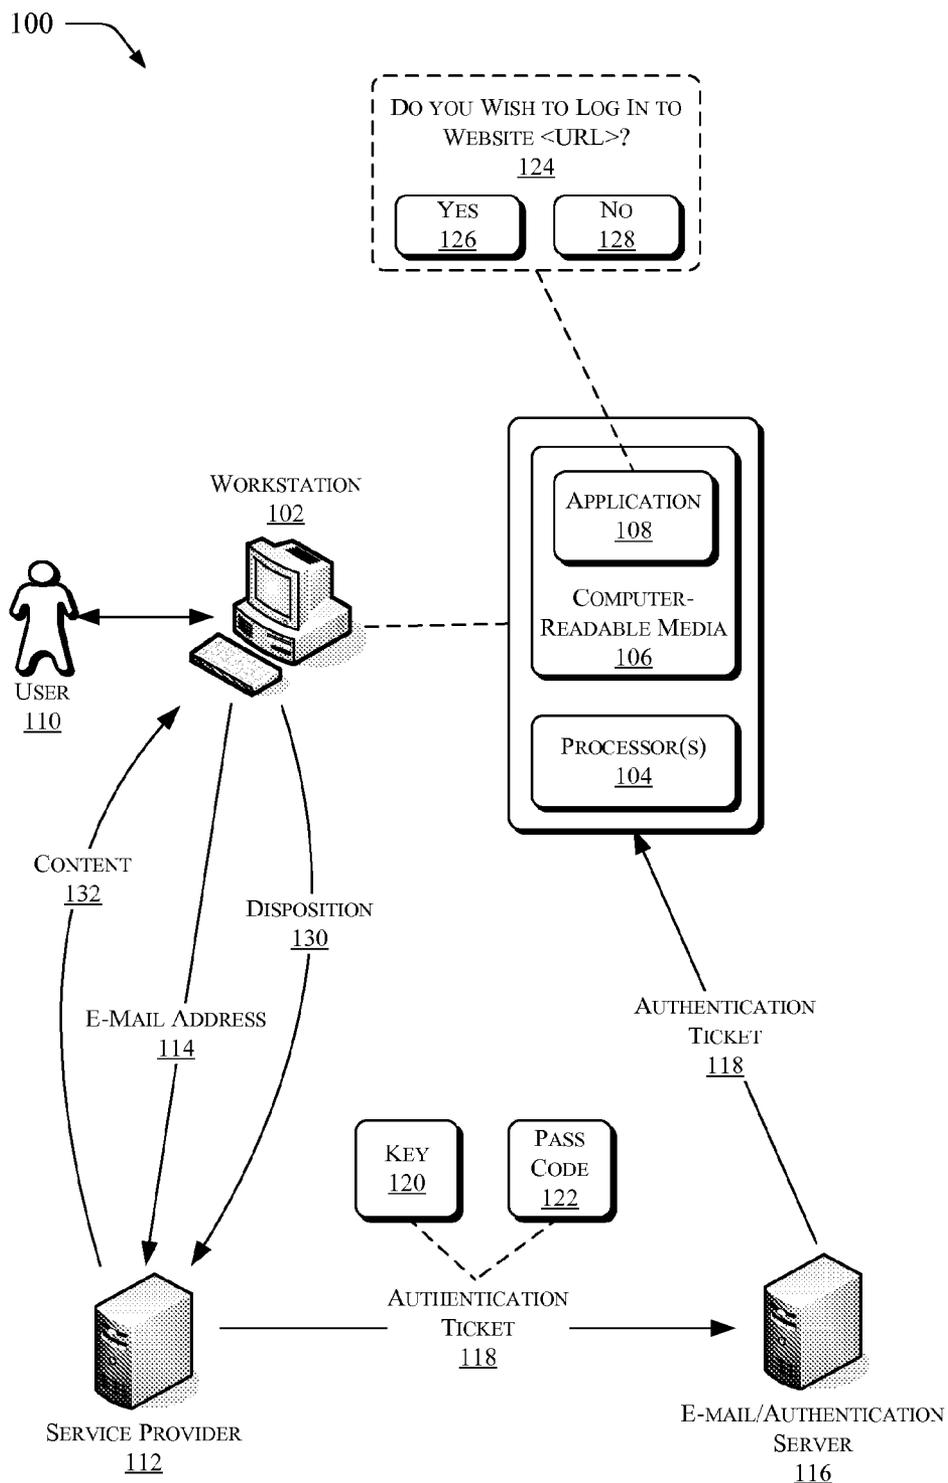 100
Do you Wish to Log In to
Website <URL>?
124
Yes
126
No
128
Workstation
102
Application
108
Computer-
Readable Media
106
User
110
Processor(s)
104
Content
132
Disposition
130
E-Mail Address
114
Authentication
Ticket
118
Key
120
Pass
Code
122
Authentication
Ticket
118
Service Provider
112
E-mail/Authentication
Server
116